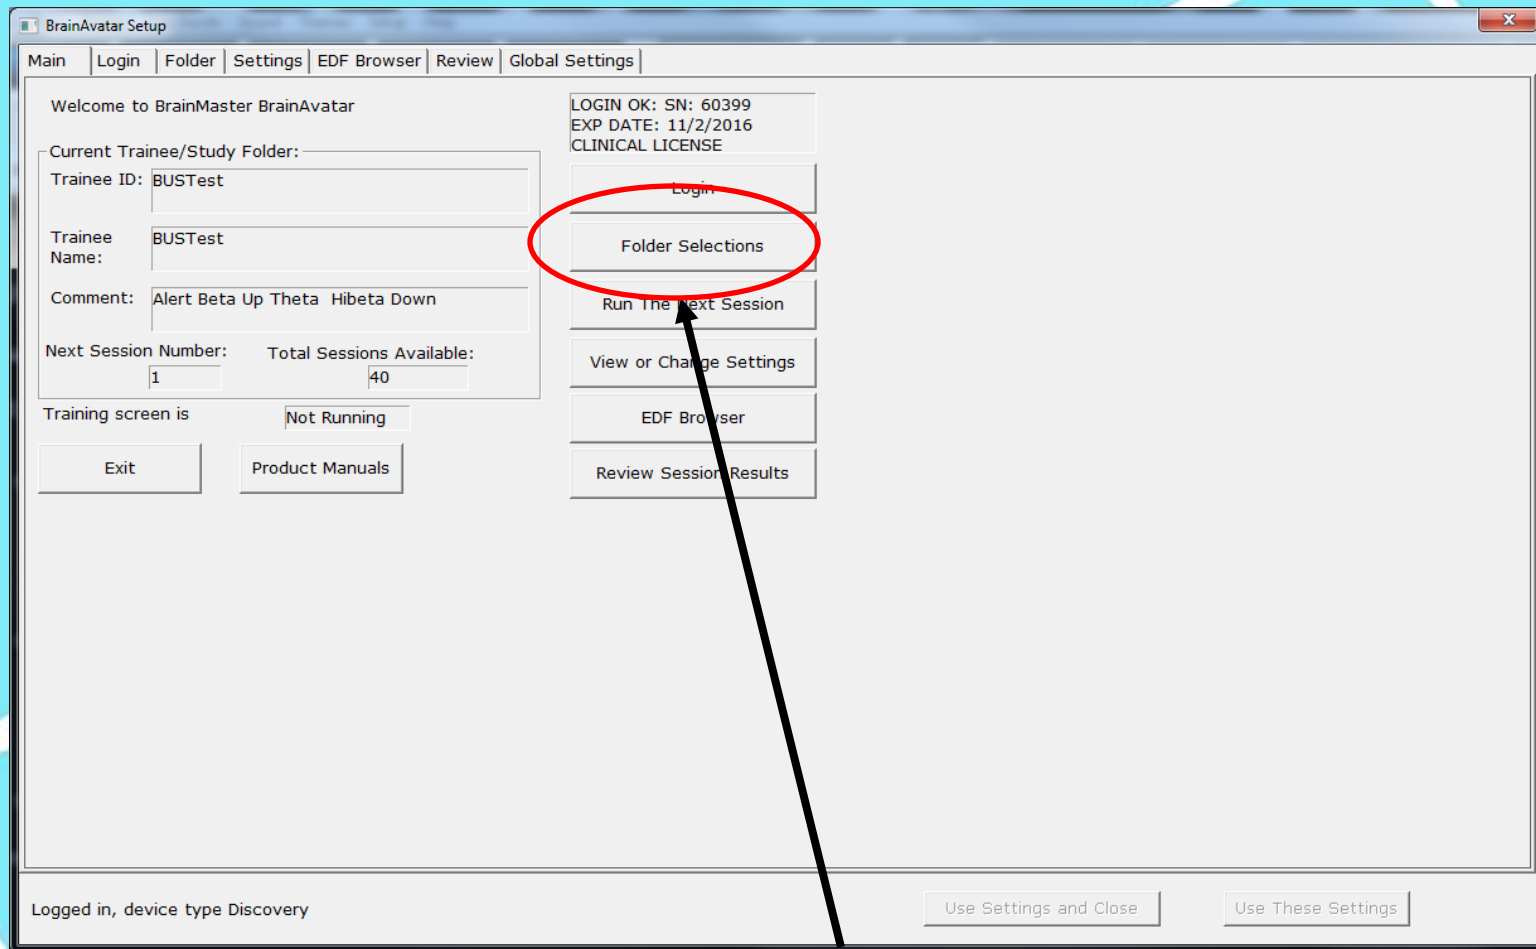 BrainAvatar Setup
Main Login Folder Settings EDF Browser Review Global Settings
Welcome to BrainMaster BrainAvatar
LOGIN OK: SN: 60399
EXP DATE: 11/2/2016
CLINICAL LICENSE
Current Trainee/Study Folder:
Trainee ID: BUSTest
Trainee Name: BUSTest
Comment: Alert Beta Up Theta  Hibeta Down
Next Session Number: Total Sessions Available:
1 40
Training screen is Not Running
Exit Product Manuals
Login
Folder Selections
Run The Next Session
View or Change Settings
EDF Browser
Review Session Results
Logged in, device type Discovery
Use Settings and Close Use These Settings